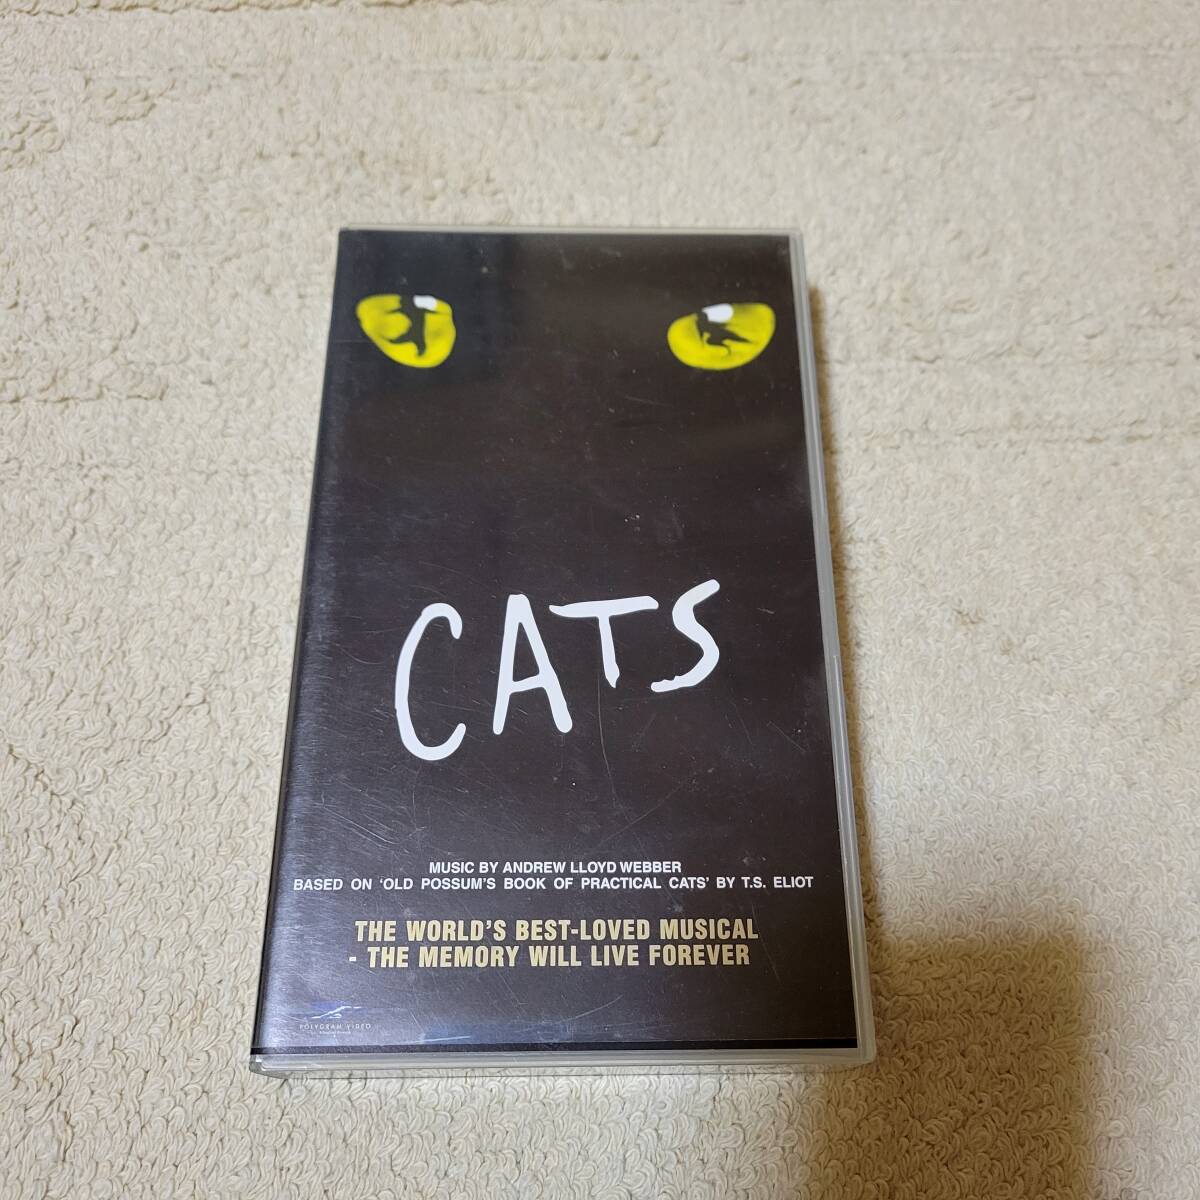 CATS
MUSIC BY ANDREW LLOYD WEBBER
BASED ON 'OLD POSSUM'S BOOK OF PRACTICAL CATS' BY T.S. ELIOT
THE WORLD'S BEST-LOVED MUSICAL
- THE MEMORY WILL LIVE FOREVER
POLYGRAM VIDEO